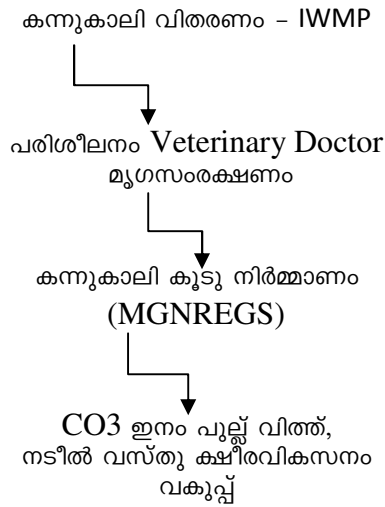 കന്നുകാലി വിതരണം – IWMP
പരിശീലനം Veterinary Doctor
മൃഗസംരക്ഷണം
കന്നുകാലി കൂടു നിർമ്മാണം
(MGNREGS)
CO3 ഇനം പുല്ല് വിത്ത്,
നടീൽ വസ്തു ക്ഷീരവികസനം
വകുപ്പ്